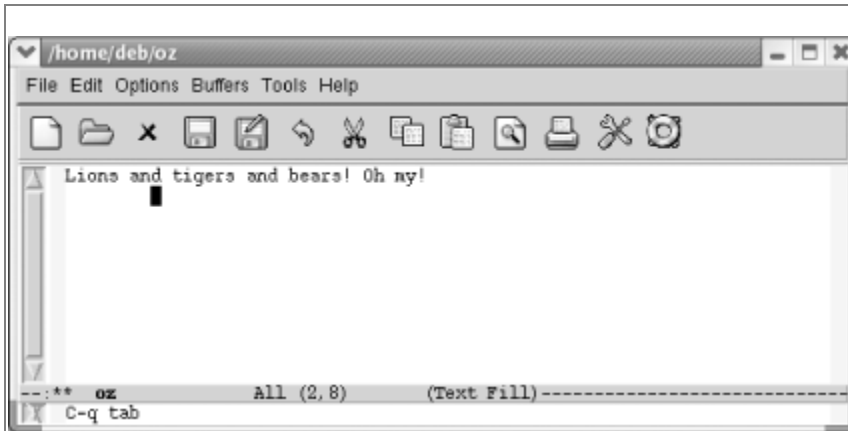 /home/deb/oz
File Edit Options Buffers Tools Help
Lions and tigers and bears! Oh my!
--:** oz All (2,8) (Text Fill)-----------------------------
C-q tab